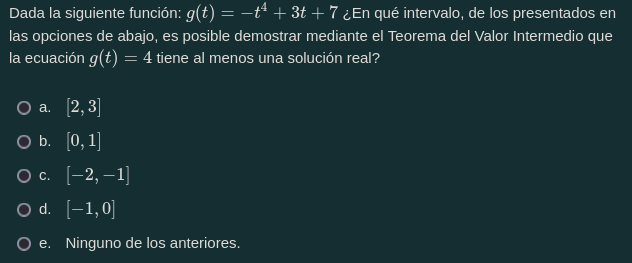 Dada la siguiente función: g(t) = −t⁴ + 3t + 7 ¿En qué intervalo, de los presentados en
las opciones de abajo, es posible demostrar mediante el Teorema del Valor Intermedio que
la ecuación g(t) = 4 tiene al menos una solución real?
a. [2, 3]
b. [0, 1]
c. [−2, −1]
d. [−1, 0]
e. Ninguno de los anteriores.